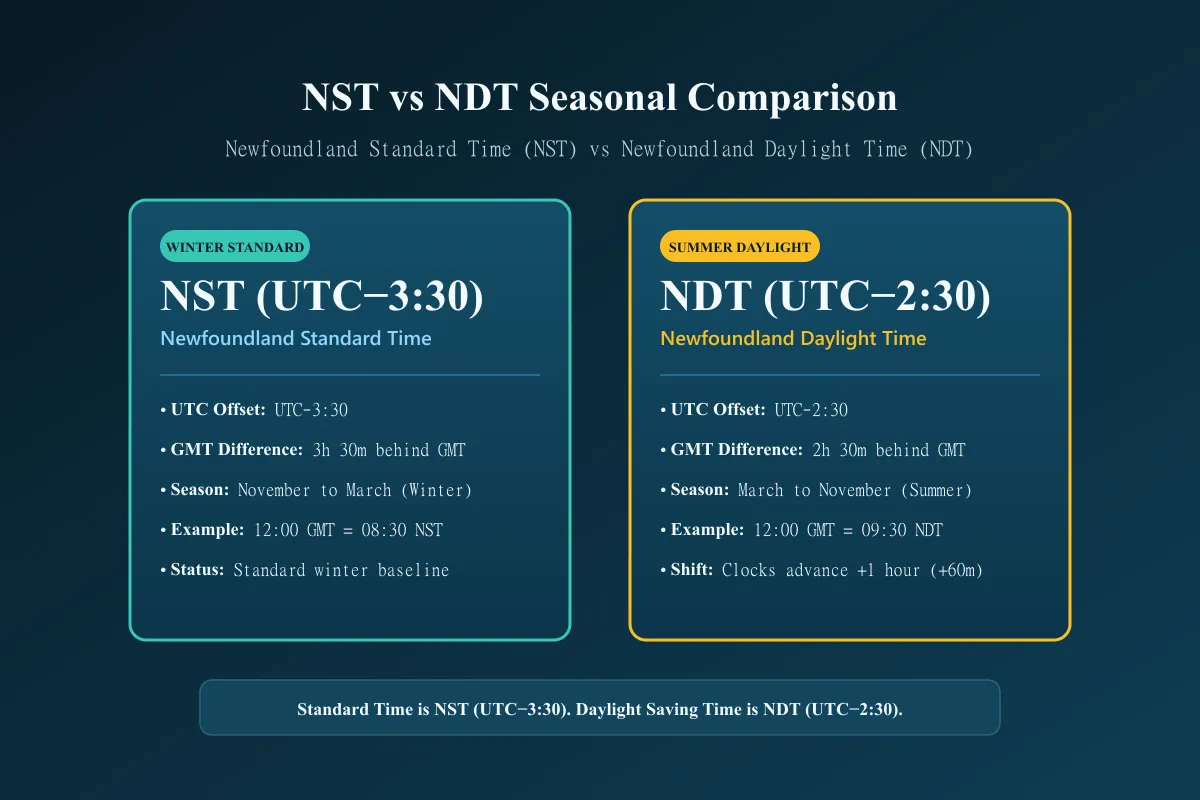 NST vs NDT Seasonal Comparison
Newfoundland Standard Time (NST) vs Newfoundland Daylight Time (NDT)
WINTER STANDARD
NST (UTC−3:30)
Newfoundland Standard Time
• UTC Offset: UTC-3:30
• GMT Difference: 3h 30m behind GMT
• Season: November to March (Winter)
• Example: 12:00 GMT = 08:30 NST
• Status: Standard winter baseline
SUMMER DAYLIGHT
NDT (UTC−2:30)
Newfoundland Daylight Time
• UTC Offset: UTC-2:30
• GMT Difference: 2h 30m behind GMT
• Season: March to November (Summer)
• Example: 12:00 GMT = 09:30 NDT
• Shift: Clocks advance +1 hour (+60m)
Standard Time is NST (UTC−3:30). Daylight Saving Time is NDT (UTC−2:30).